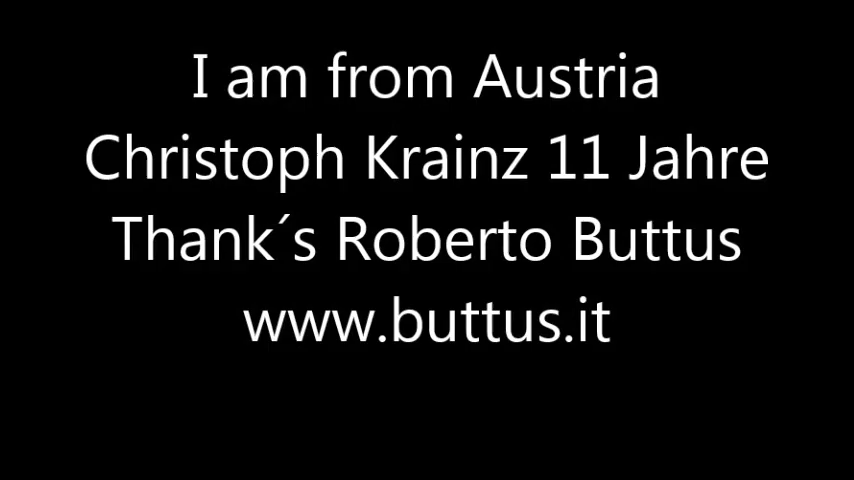 I am from Austria
Christoph Krainz 11 Jahre
Thank´s Roberto Buttus
www.buttus.it